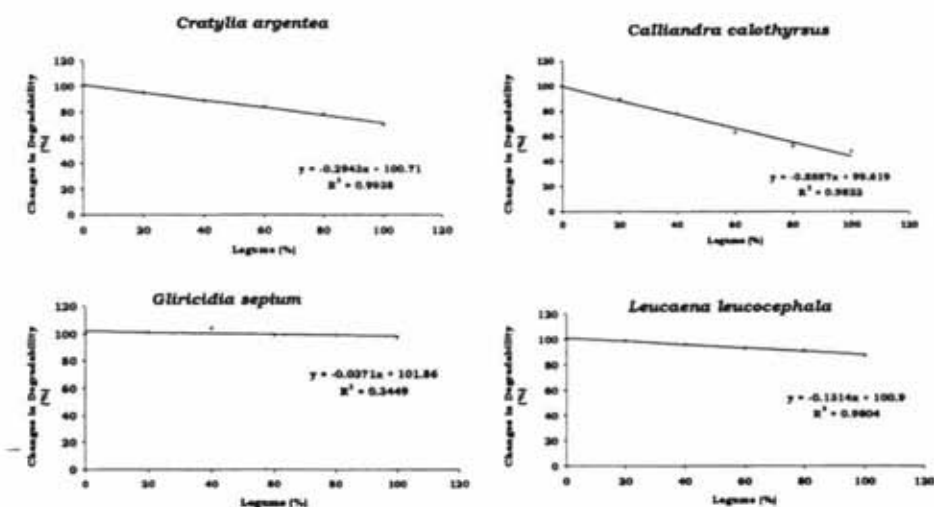 Cratylia argentea
Changes in Degradability
[%]
120
100
80
60
40
20
0
y = -0.2943x + 100.71
R² = 0.9938
0 20 40 60 80 100 120
Legume (%)
Calliandra calothyrsus
Changes in Degradability
[%]
120
100
80
60
40
20
0
99.619
R² =
0 20 40 60 80 100 120
Legume (%)
Gliricidia sepium
Changes in Degradability
[%]
120
100
80
60
40
20
0
y = -0.0371x + 101.86
R² = 0.3449
0 20 40 60 80 100 120
Legume (%)
Leucaena leucocephala
Changes in Degradability
[%]
120
100
80
60
40
20
0
y = -0.1314x + 100.9
R² = 0.9804
0 20 40 60 80 100 120
Legume (%)